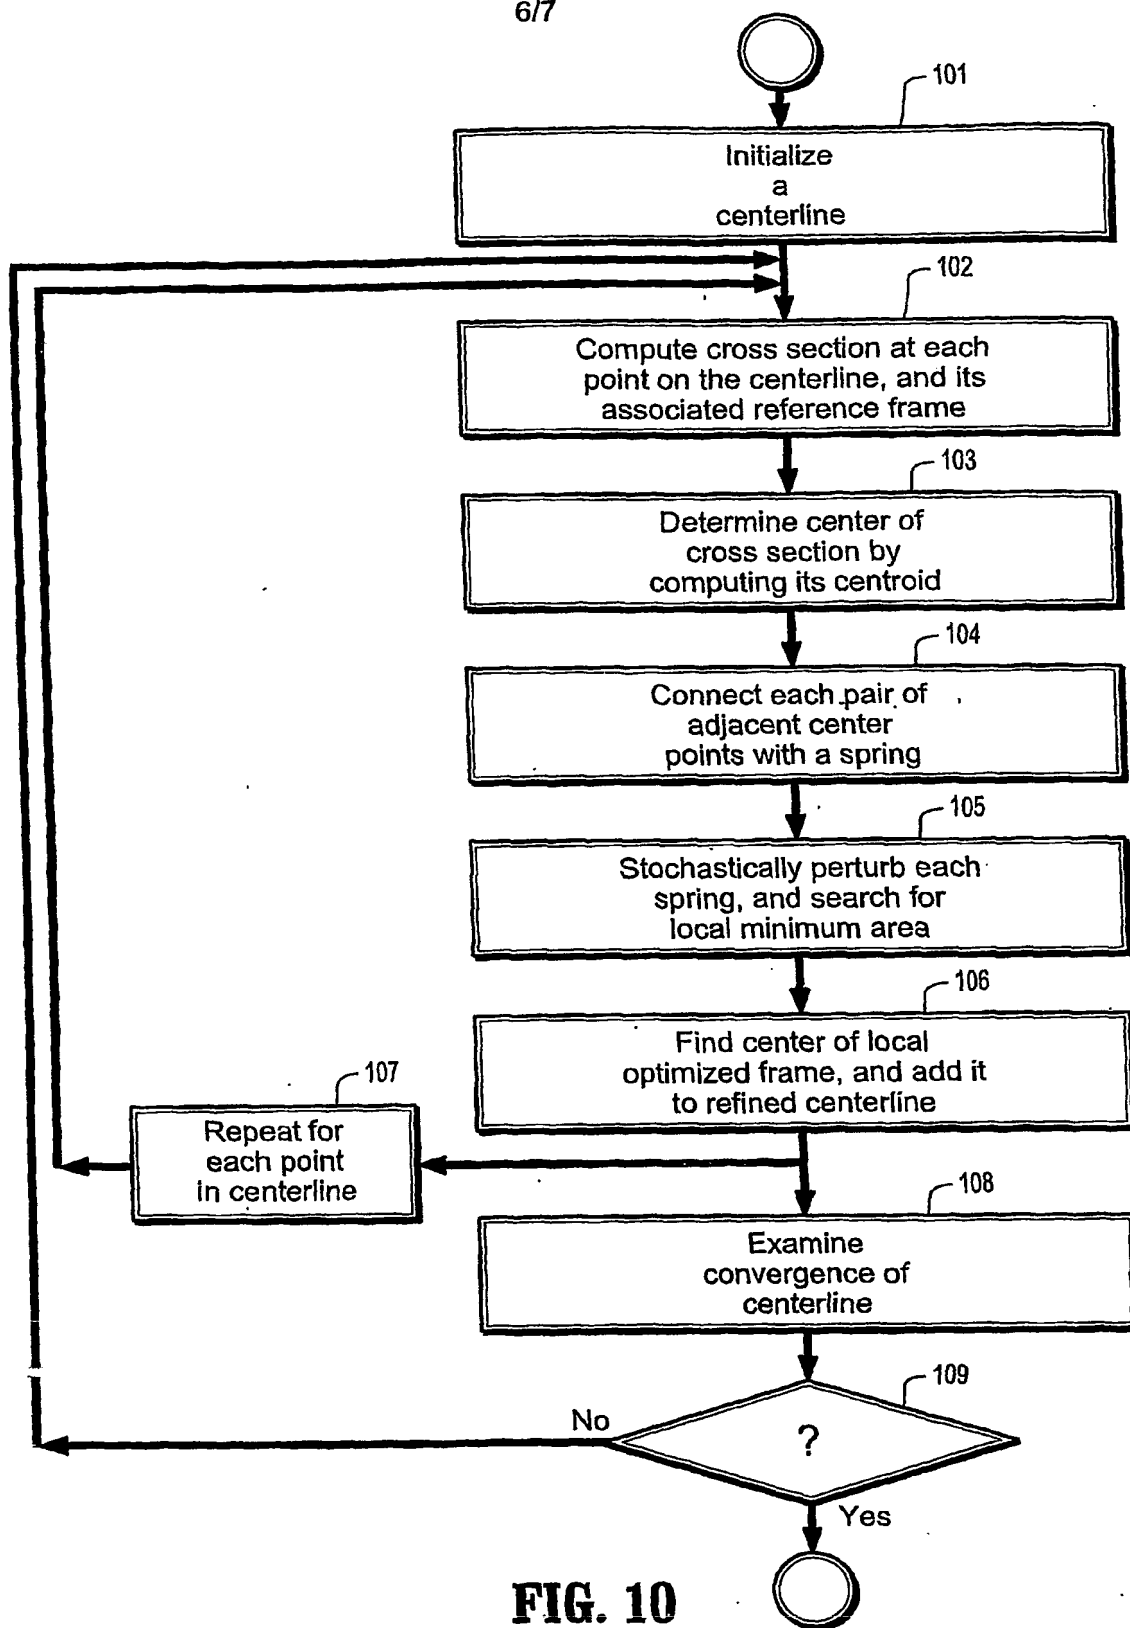 6/7
101
Initialize
a
centerline
102
Compute cross section at each
point on the centerline, and its
associated reference frame
103
Determine center of
cross section by
computing its centroid
104
Connect each pair of
adjacent center
points with a spring
105
Stochastically perturb each
spring, and search for
local minimum area
106
Find center of local
optimized frame, and add it
to refined centerline
107
Repeat for
each point
in centerline
108
Examine
convergence of
centerline
109
No
?
Yes
FIG. 10